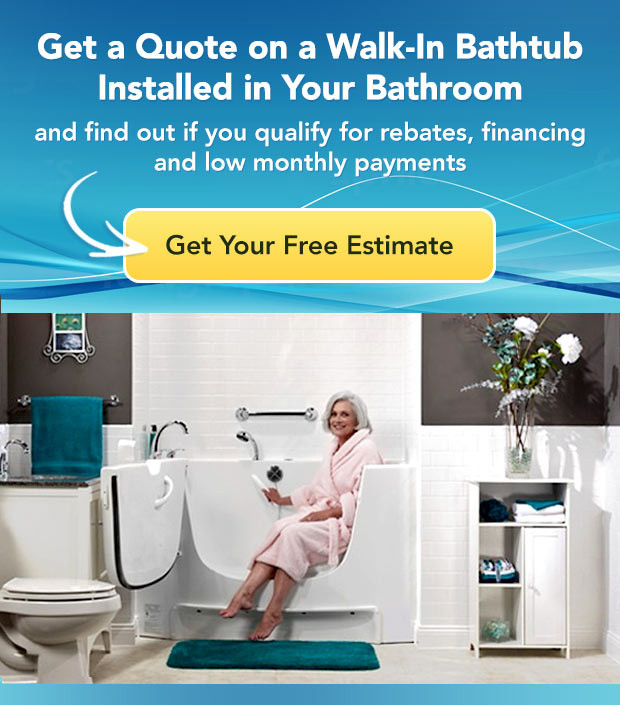 Get a Quote on a Walk-In Bathtub
Installed in Your Bathroom
and find out if you qualify for rebates, financing
and low monthly payments
Get Your Free Estimate